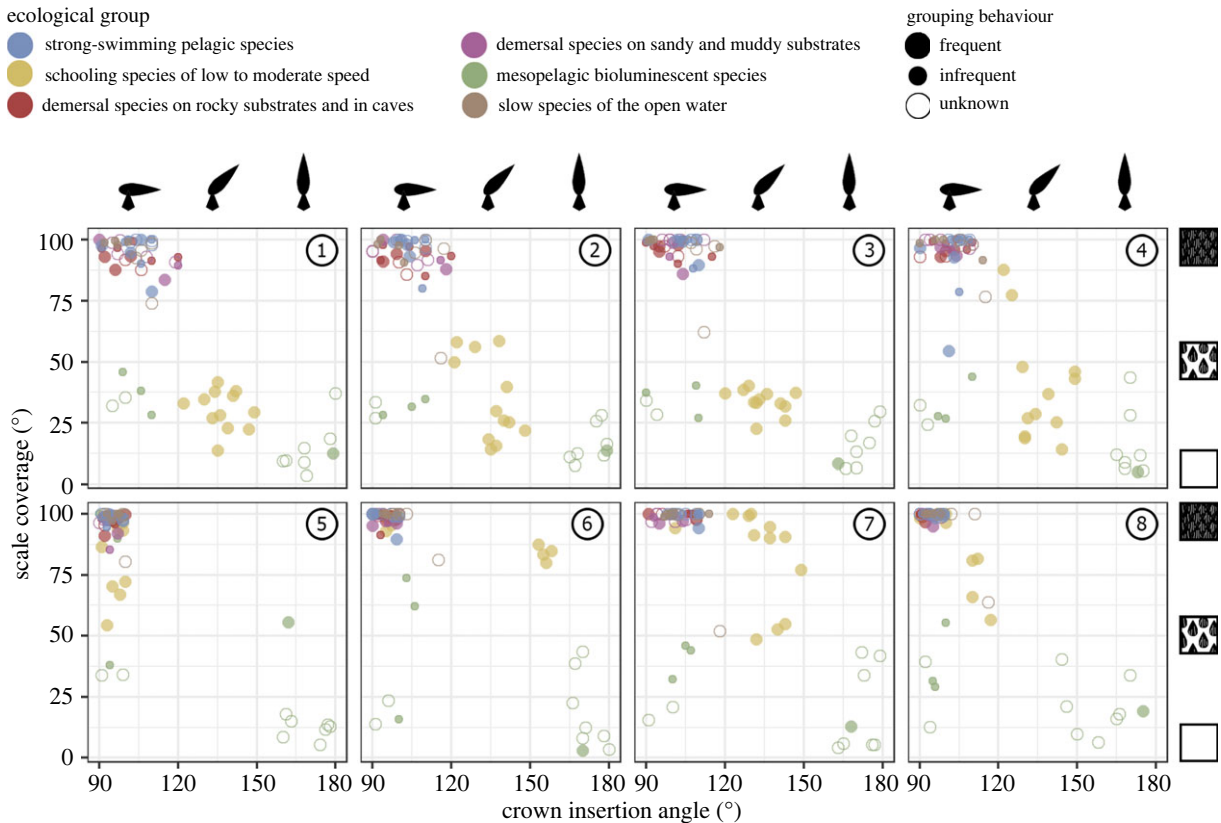 ecological group
strong-swimming pelagic species
schooling species of low to moderate speed
demersal species on rocky substrates and in caves
demersal species on sandy and muddy substrates
mesopelagic bioluminescent species
slow species of the open water
grouping behaviour
frequent
infrequent
unknown
1
2
3
4
100
75
50
25
0
5
6
7
8
100
75
50
25
0
scale coverage (°)
90 120 150 180
90 120 150 180
90 120 150 180
90 120 150 180
crown insertion angle (°)